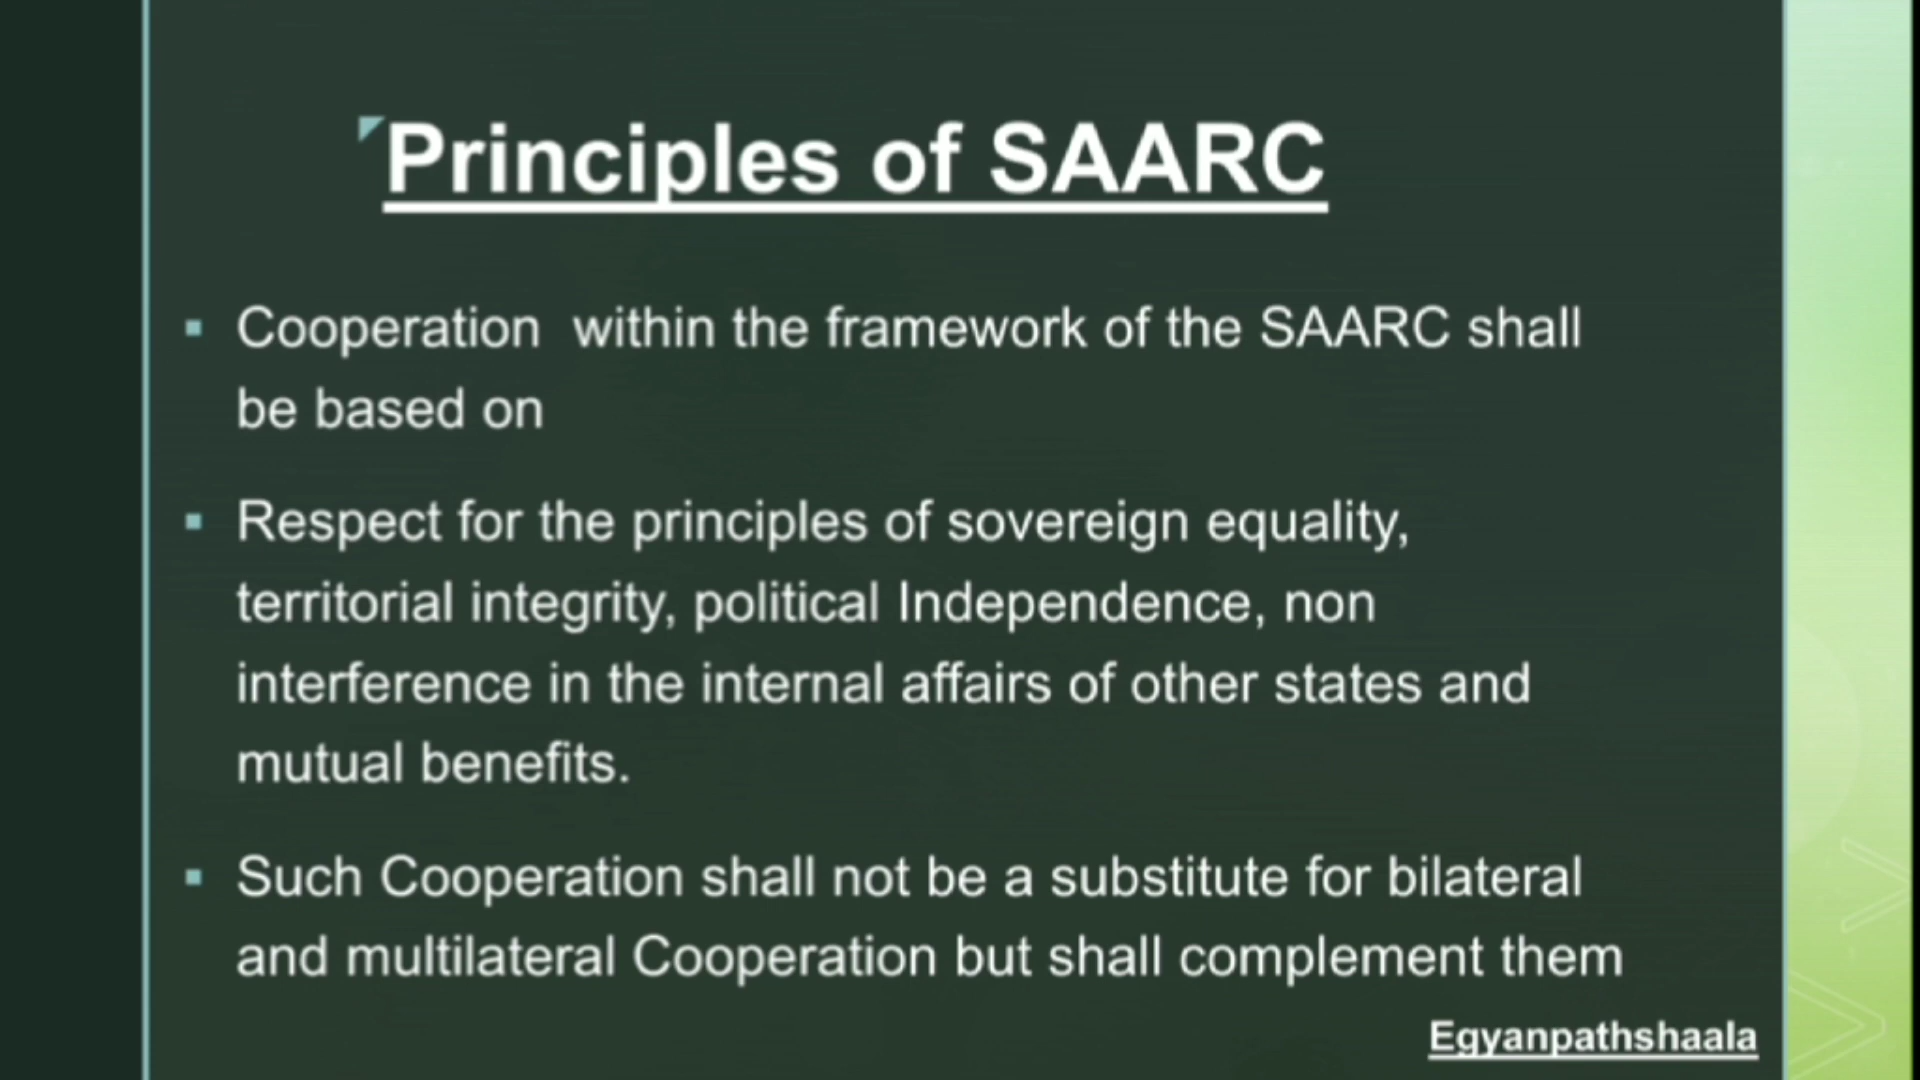 Principles of SAARC
Cooperation within the framework of the SAARC shall
be based on
Respect for the principles of sovereign equality,
territorial integrity, political Independence, non
interference in the internal affairs of other states and
mutual benefits.
Such Cooperation shall not be a substitute for bilateral
and multilateral Cooperation but shall complement them
Egyanpathshaala